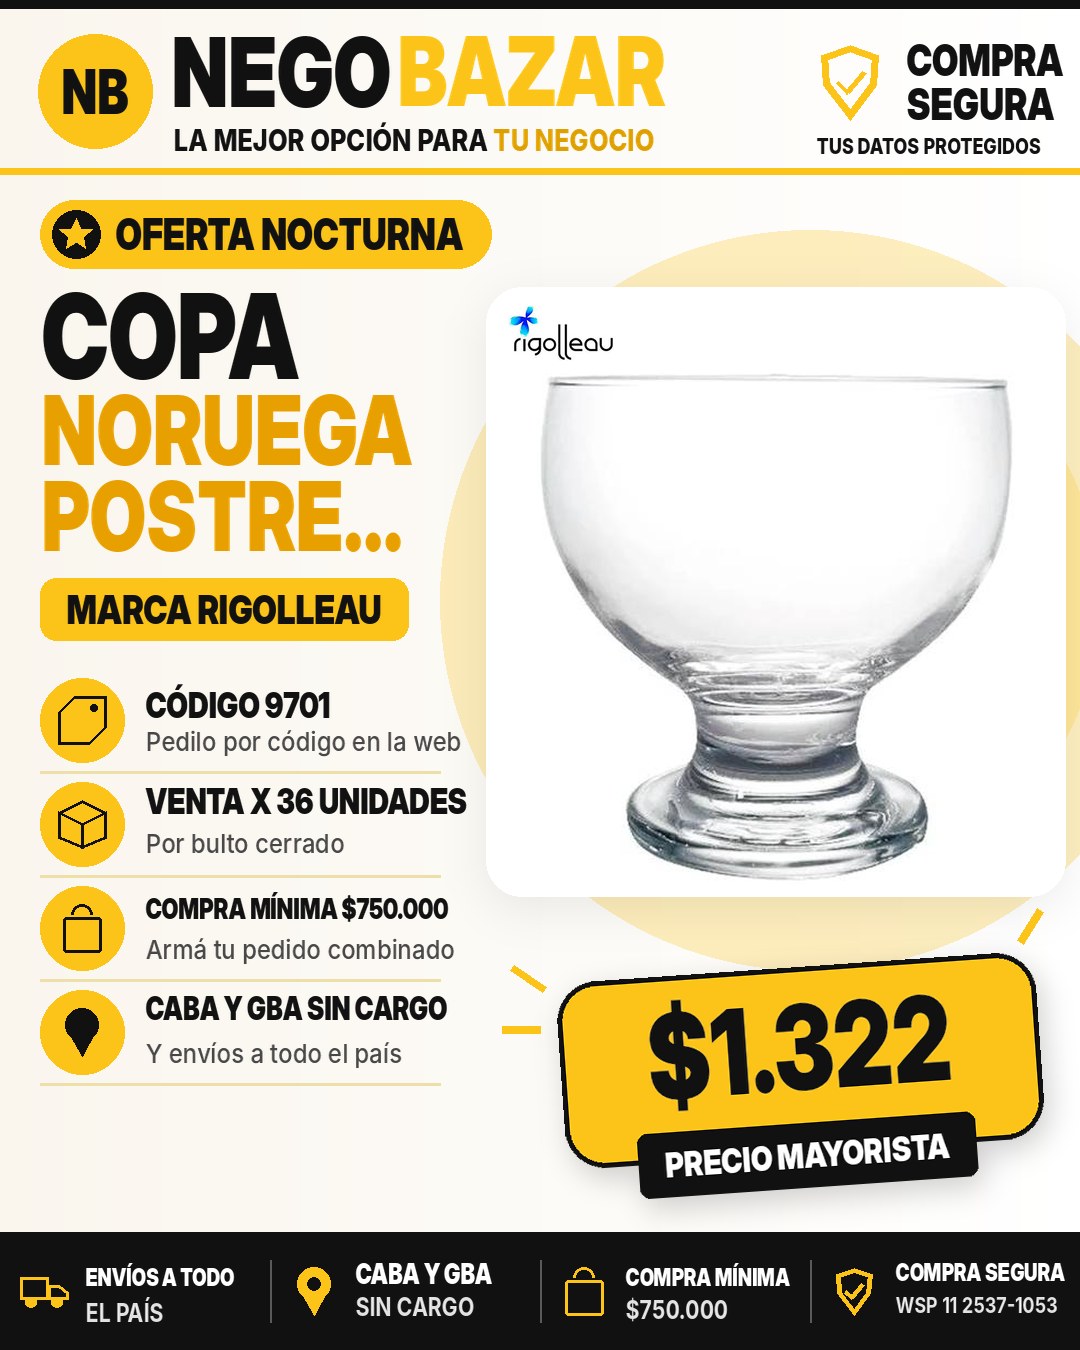 NB
NEGOBAZAR
LA MEJOR OPCIÓN PARA TU NEGOCIO
COMPRA
SEGURA
TUS DATOS PROTEGIDOS
OFERTA NOCTURNA
COPA
NORUEGA
POSTRE...
MARCA RIGOLLEAU
CÓDIGO 9701
Pedilo por código en la web
VENTA X 36 UNIDADES
Por bulto cerrado
COMPRA MÍNIMA $750.000
Armá tu pedido combinado
CABA Y GBA SIN CARGO
Y envíos a todo el país
rigolleau
$1.322
PRECIO MAYORISTA
ENVÍOS A TODO
EL PAÍS
CABA Y GBA
SIN CARGO
COMPRA MÍNIMA
$750.000
COMPRA SEGURA
WSP 11 2537-1053